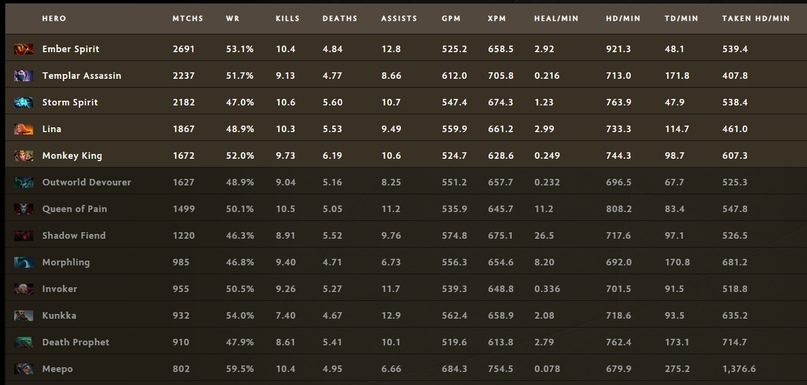 HERO MTCHS WR KILLS DEATHS ASSISTS GPM XPM HEAL/MIN HD/MIN TD/MIN TAKEN HD/MIN
Ember Spirit 2691 53.1% 10.4 4.84 12.8 525.2 658.5 2.92 921.3 48.1 539.4
Templar Assassin 2237 51.7% 9.13 4.77 8.66 612.0 705.8 0.216 713.0 171.8 407.8
Storm Spirit 2182 47.0% 10.6 5.60 10.7 547.4 674.3 1.23 763.9 47.9 538.4
Lina 1867 48.9% 10.3 5.53 9.49 559.9 661.2 2.99 733.3 114.7 461.0
Monkey King 1672 52.0% 9.73 6.19 10.6 524.7 628.6 0.249 744.3 98.7 607.3
Outworld Devourer 1627 48.9% 9.04 5.16 8.25 551.2 657.7 0.232 696.5 67.7 525.3
Queen of Pain 1499 50.1% 10.5 5.05 11.2 535.9 645.7 11.2 808.2 83.4 547.8
Shadow Fiend 1220 46.3% 8.91 5.52 9.76 574.8 675.1 26.5 717.6 97.1 526.5
Morphling 985 46.8% 9.40 4.71 6.73 556.3 654.6 8.20 692.0 170.8 681.2
Invoker 955 50.5% 9.26 5.27 11.7 539.3 648.8 0.336 701.5 91.5 518.8
Kunkka 932 54.0% 7.40 4.67 12.9 562.4 658.9 2.08 718.6 93.5 635.2
Death Prophet 910 47.9% 8.61 5.41 10.1 519.6 613.8 2.79 762.4 173.1 714.7
Meepo 802 59.5% 10.4 4.95 6.66 684.3 754.5 0.078 679.9 275.2 1,376.6